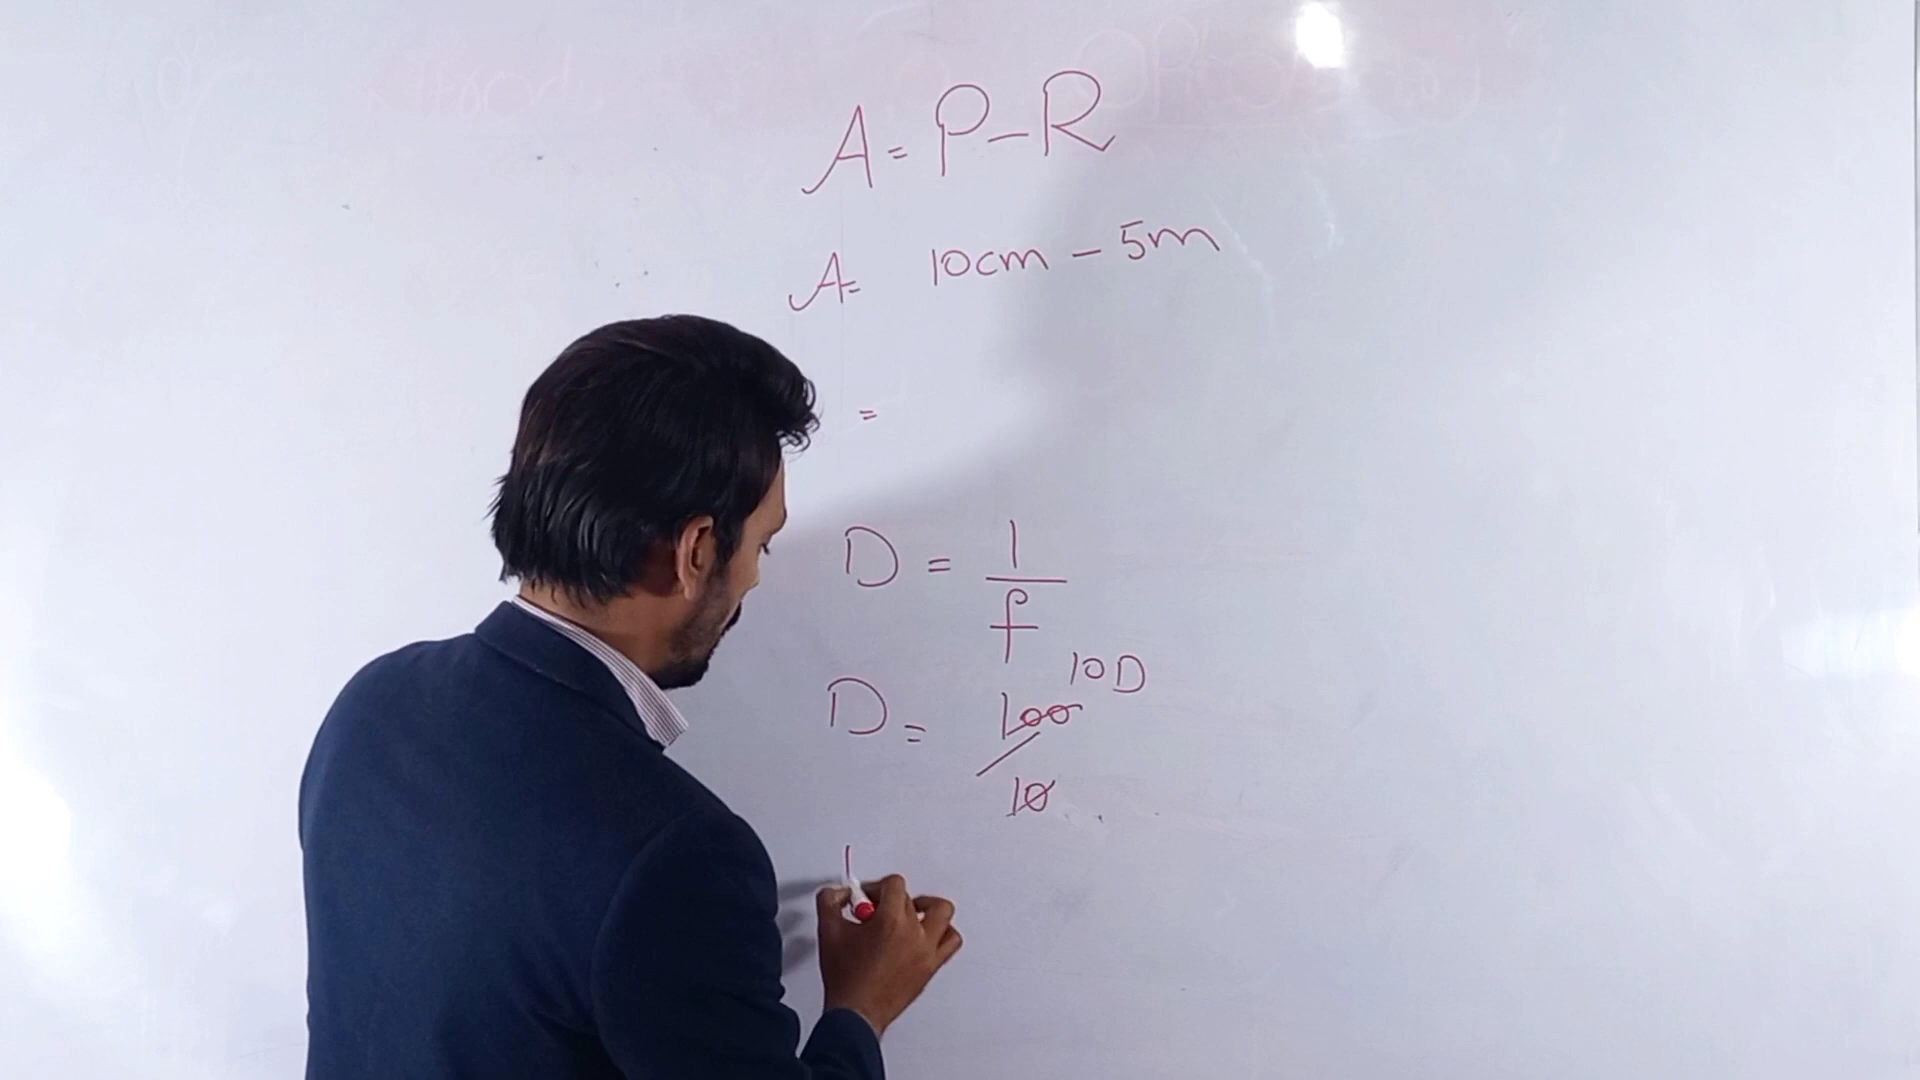 A = P - R
A = 10cm - 5m
=
D = 1/f
10D
D = 100/10